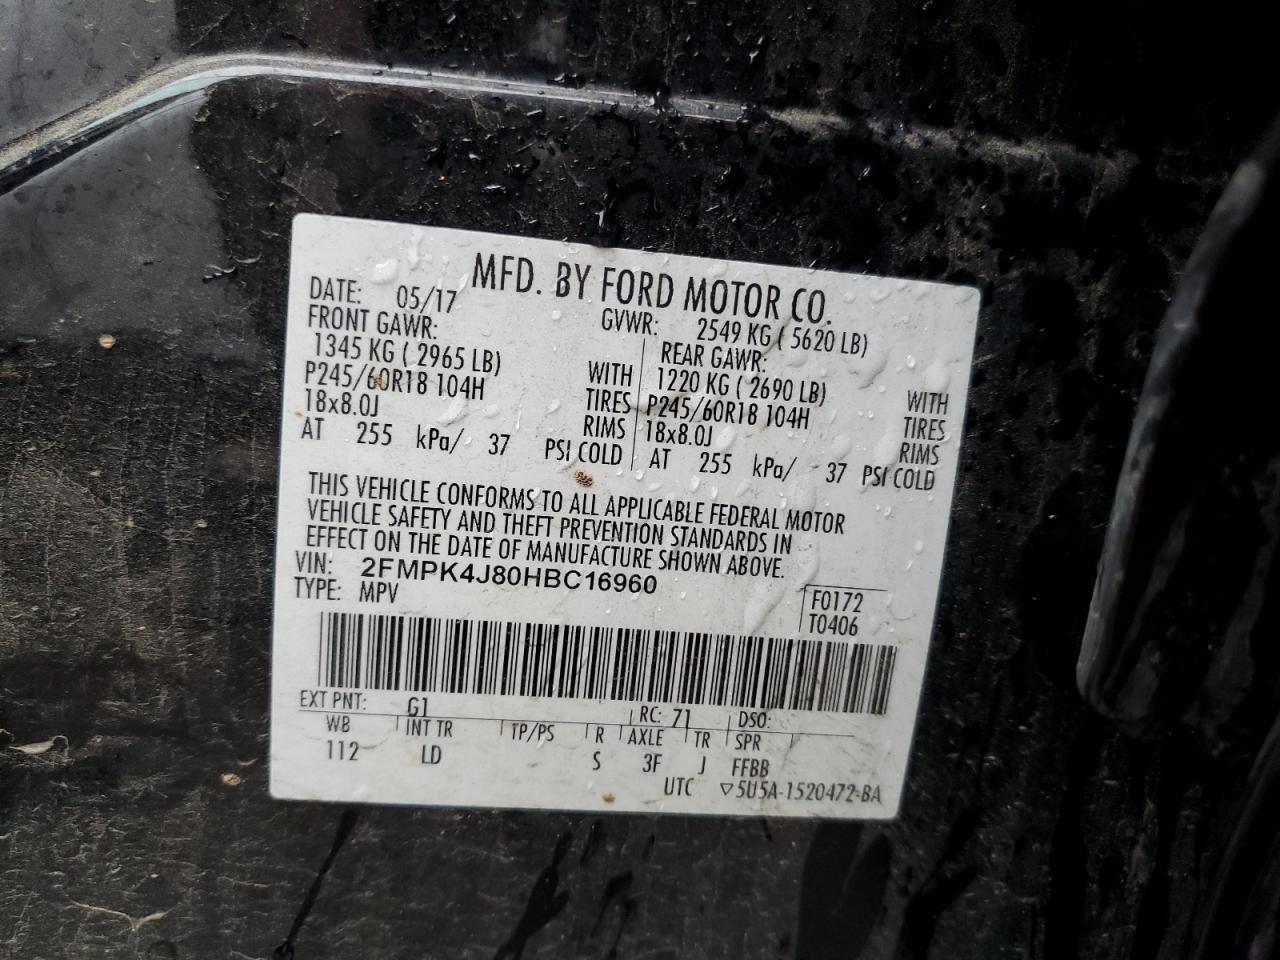 MFD. BY FORD MOTOR CO.
DATE: 05/17 GVWR: 2549 KG ( 5620 LB)
FRONT GAWR: REAR GAWR:
1345 KG ( 2965 LB) WITH 1220 KG ( 2690 LB) WITH
P245/60R18 104H TIRES P245/60R18 104H TIRES
18x8.0J RIMS 18x8.0J RIMS
AT 255 kPa/ 37 PSI COLD AT 255 kPa/ 37 PSI COLD
THIS VEHICLE CONFORMS TO ALL APPLICABLE FEDERAL MOTOR
VEHICLE SAFETY AND THEFT PREVENTION STANDARDS IN
EFFECT ON THE DATE OF MANUFACTURE SHOWN ABOVE.
VIN: 2FMPK4J80HBC16960 F0172
TYPE: MPV T0406
EXT PNT: G1 RC: 71 DSO:
WB INT TR TP/PS R AXLE TR SPR
112 LD S 3F J FFBB
UTC ▽5U5A-1520472-BA